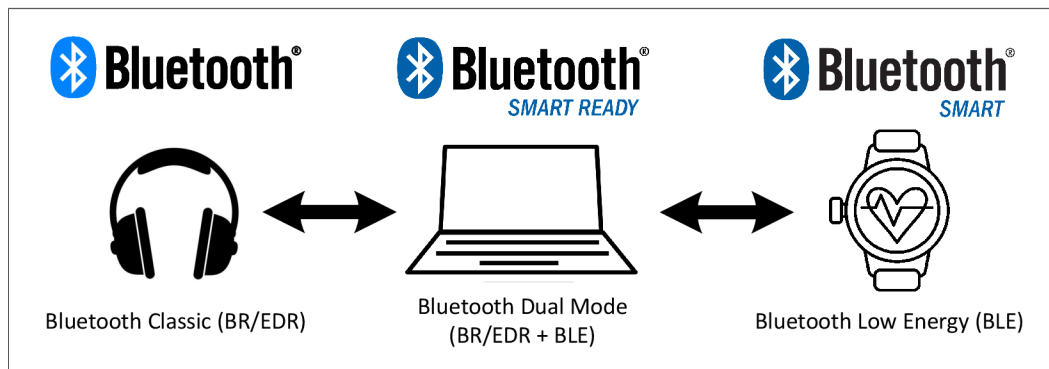 Bluetooth®
Bluetooth®
SMART READY
Bluetooth®
SMART
Bluetooth Classic (BR/EDR)
Bluetooth Dual Mode
(BR/EDR + BLE)
Bluetooth Low Energy (BLE)